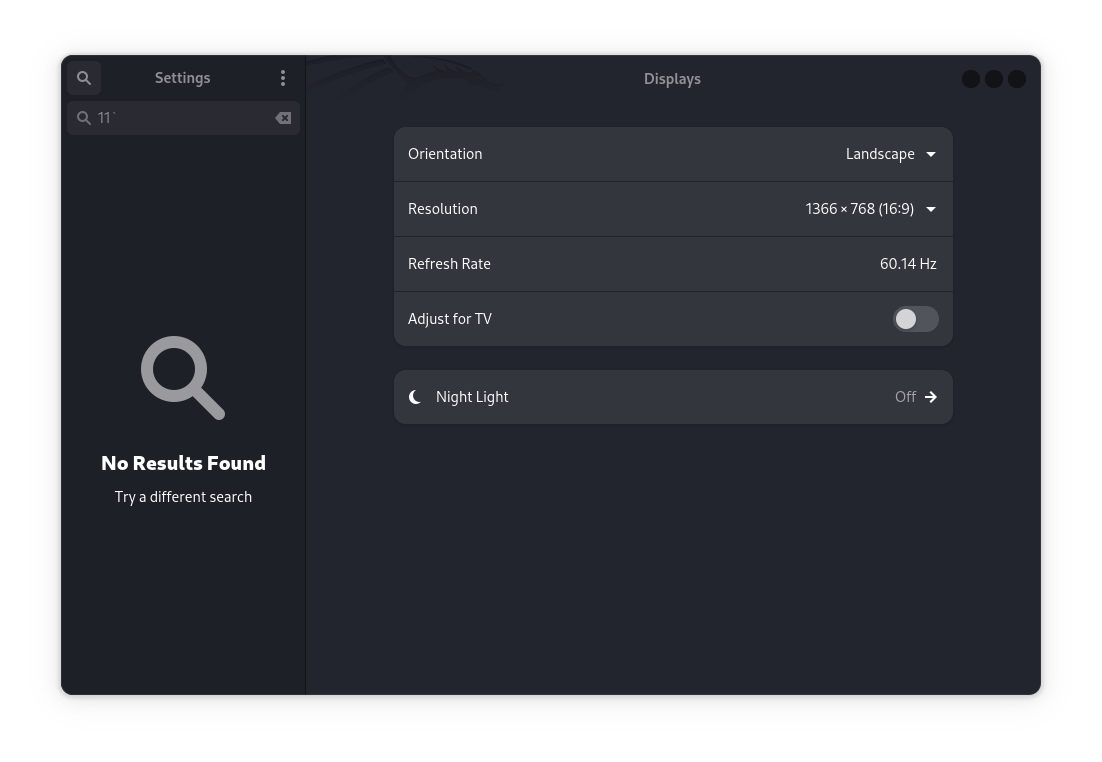 Settings
11`
No Results Found
Try a different search
Displays
Orientation Landscape
Resolution 1366 × 768 (16:9)
Refresh Rate 60.14 Hz
Adjust for TV
Night Light Off